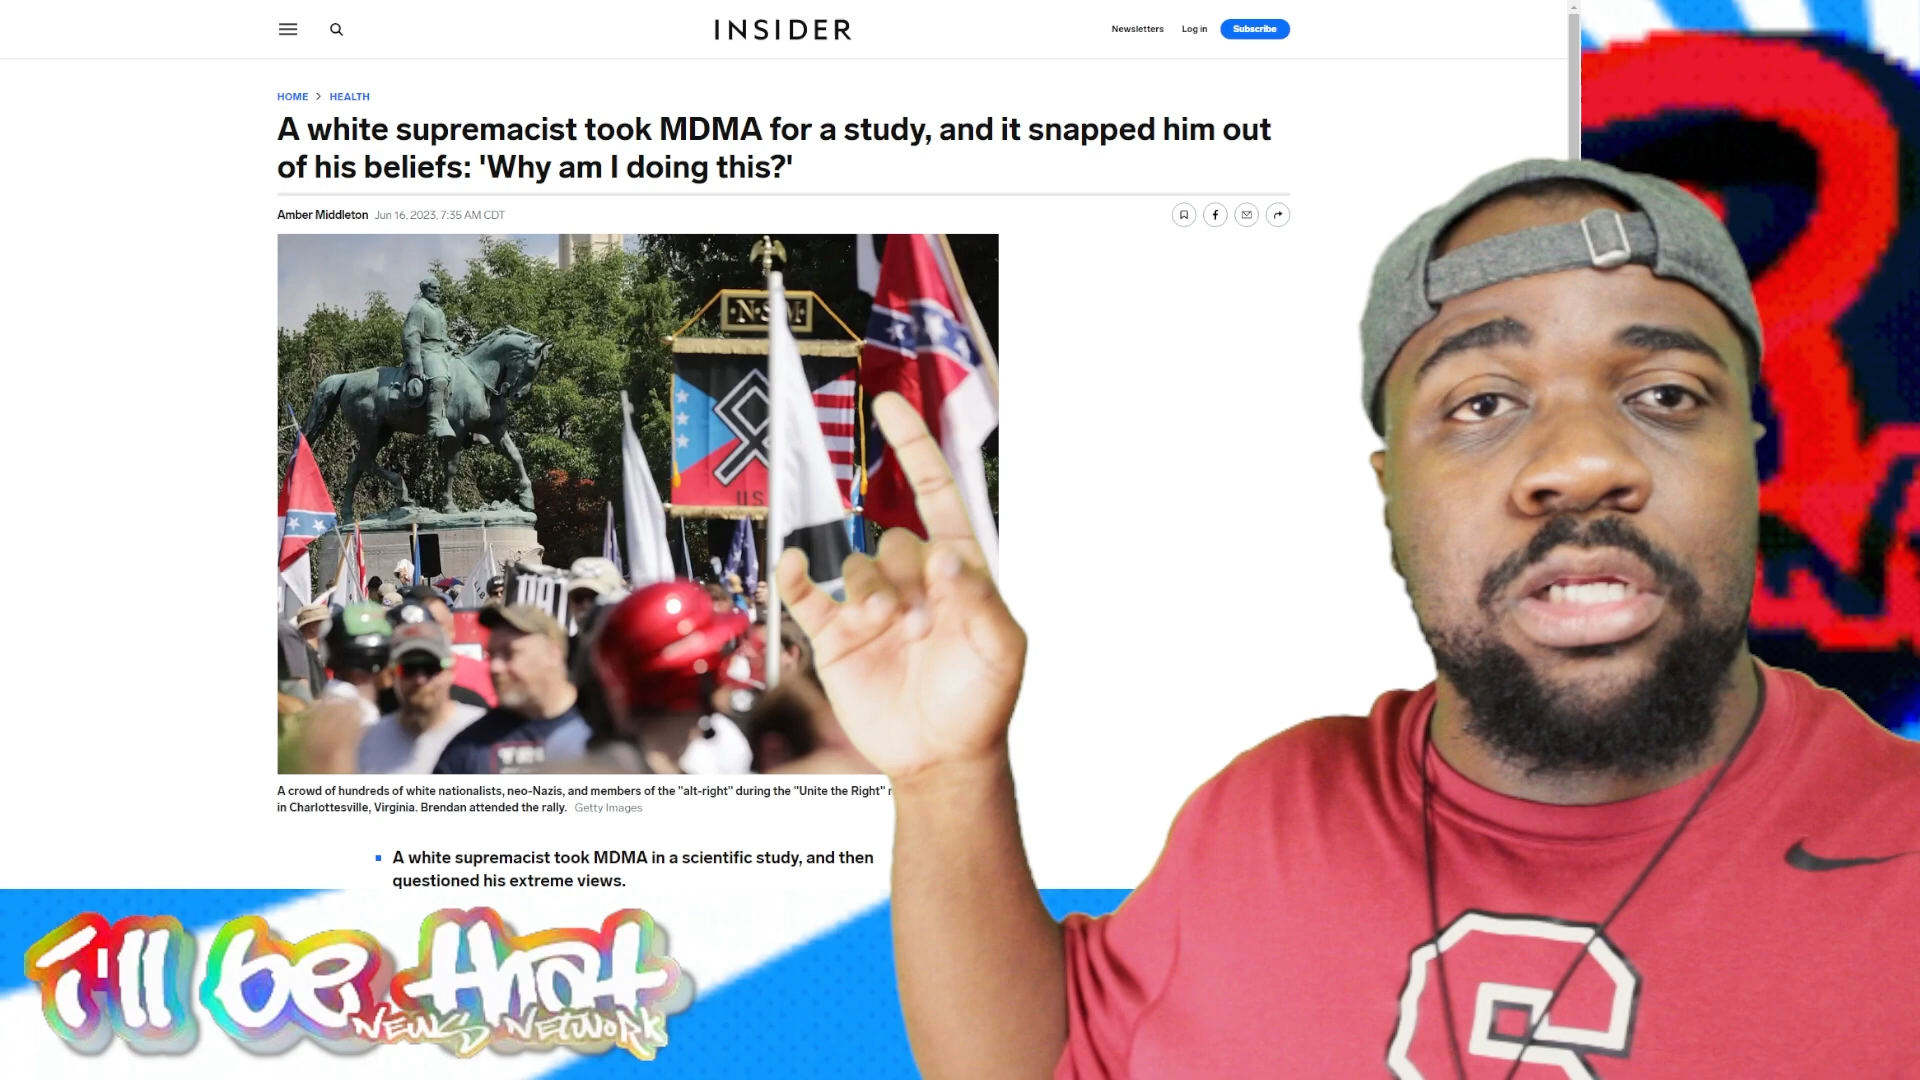 INSIDER
Newsletters Log in Subscribe
HOME > HEALTH
A white supremacist took MDMA for a study, and it snapped him out
of his beliefs: 'Why am I doing this?'
Amber Middleton Jun 16, 2023, 7:35 AM CDT
N·S·M
U.S.
A crowd of hundreds of white nationalists, neo-Nazis, and members of the "alt-right" during the "Unite the Right"
in Charlottesville, Virginia. Brendan attended the rally. Getty Images
A white supremacist took MDMA in a scientific study, and then
questioned his extreme views.
i'll be that
NEWS NETWORK